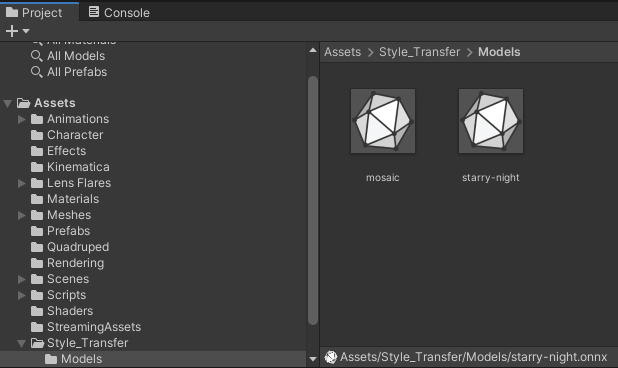 Project
Console
All Materials
All Models
All Prefabs
Assets
Animations
Character
Effects
Kinematica
Lens Flares
Materials
Meshes
Prefabs
Quadruped
Rendering
Scenes
Scripts
Shaders
StreamingAssets
Style_Transfer
Models
Assets > Style_Transfer > Models
mosaic
starry-night
Assets/Style_Transfer/Models/starry-night.onnx